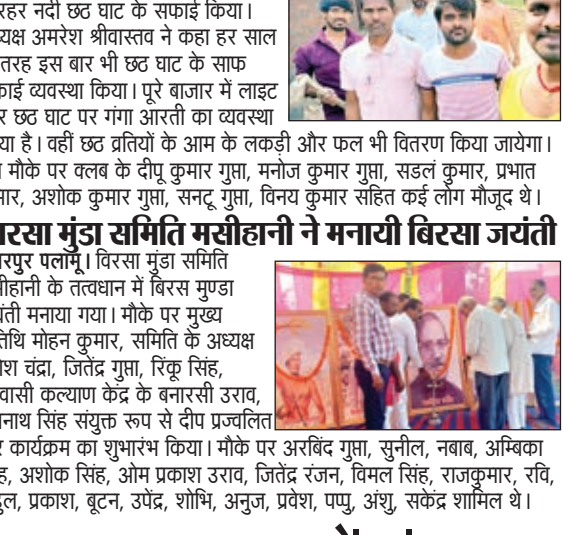 नदी छठ घाट के सफाई किया।
अमरेश श्रीवास्तव ने कहा हर साल
तरह इस बार भी छठ घाट के साफ
व्यवस्था किया। पूरे बाजार में लाइट
छठ घाट पर गंगा आरती का व्यवस्था
है। वहीं छठ व्रतियों के आम के लकड़ी और फल भी वितरण किया जायेगा।
मौके पर क्लब के दीपू कुमार गुप्ता, मनोज कुमार गुप्ता, सडलं कुमार, प्रभात
अशोक कुमार गुप्ता, सनटू गुप्ता, विनय कुमार सहित कई लोग मौजूद थे।
मुंडा समिति मसीहानी ने मनायी बिरसा जयंती
पलामू। विरसा मुंडा समिति
के तत्वधान में बिरस मुण्डा
मनाया गया। मौके पर मुख्य
मोहन कुमार, समिति के अध्यक्ष
चंद्रा, जितेंद्र गुप्ता, रिंकू सिंह,
कल्याण केंद्र के बनारसी उराव,
सिंह संयुक्त रूप से दीप प्रज्वलित
कार्यक्रम का शुभारंभ किया। मौके पर अरबिंद गुप्ता, सुनील, नबाब, अम्बिका
अशोक सिंह, ओम प्रकाश उराव, जितेंद्र रंजन, विमल सिंह, राजकुमार, रवि,
प्रकाश, बूटन, उपेंद्र, शोभि, अनुज, प्रवेश, पप्पु, अंशु, सकेंद्र शामिल थे।